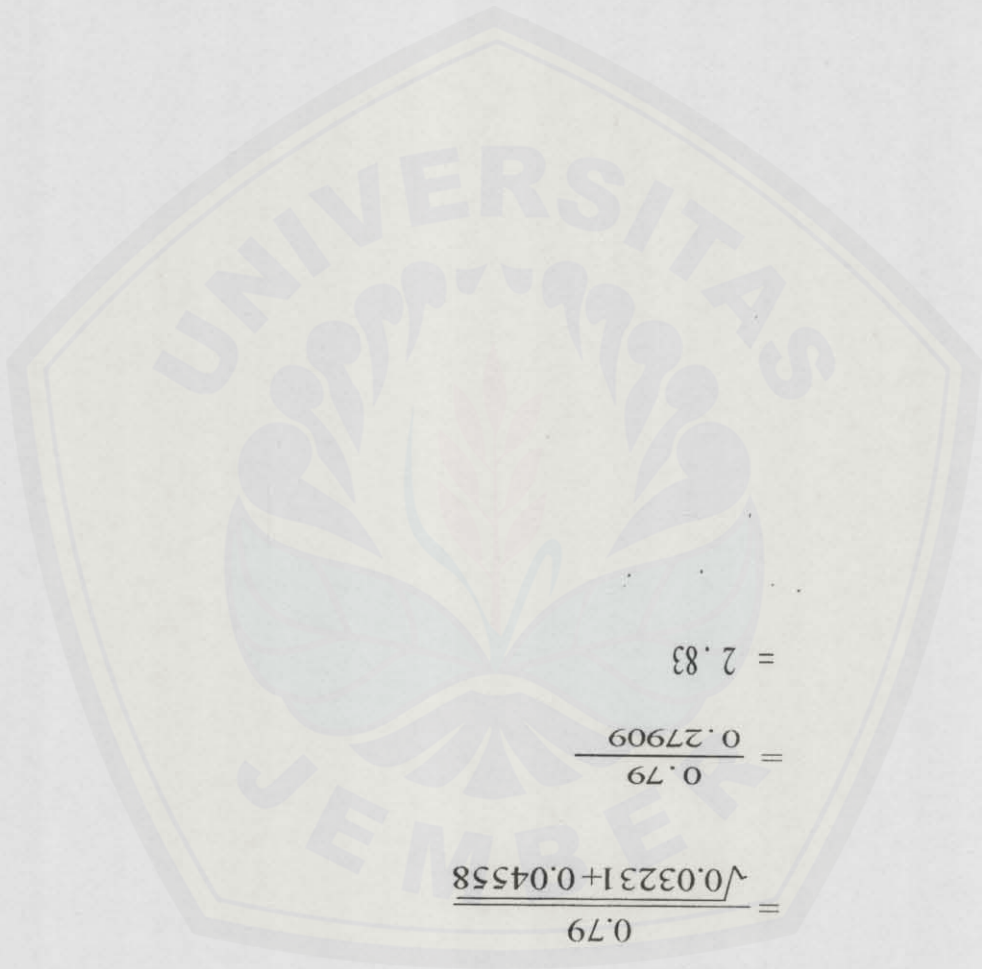 UNIVERSITAS
JEMBER
= 0.79 / √0.03231+0.04558
= 0.79 / 0.27909
= 2.83